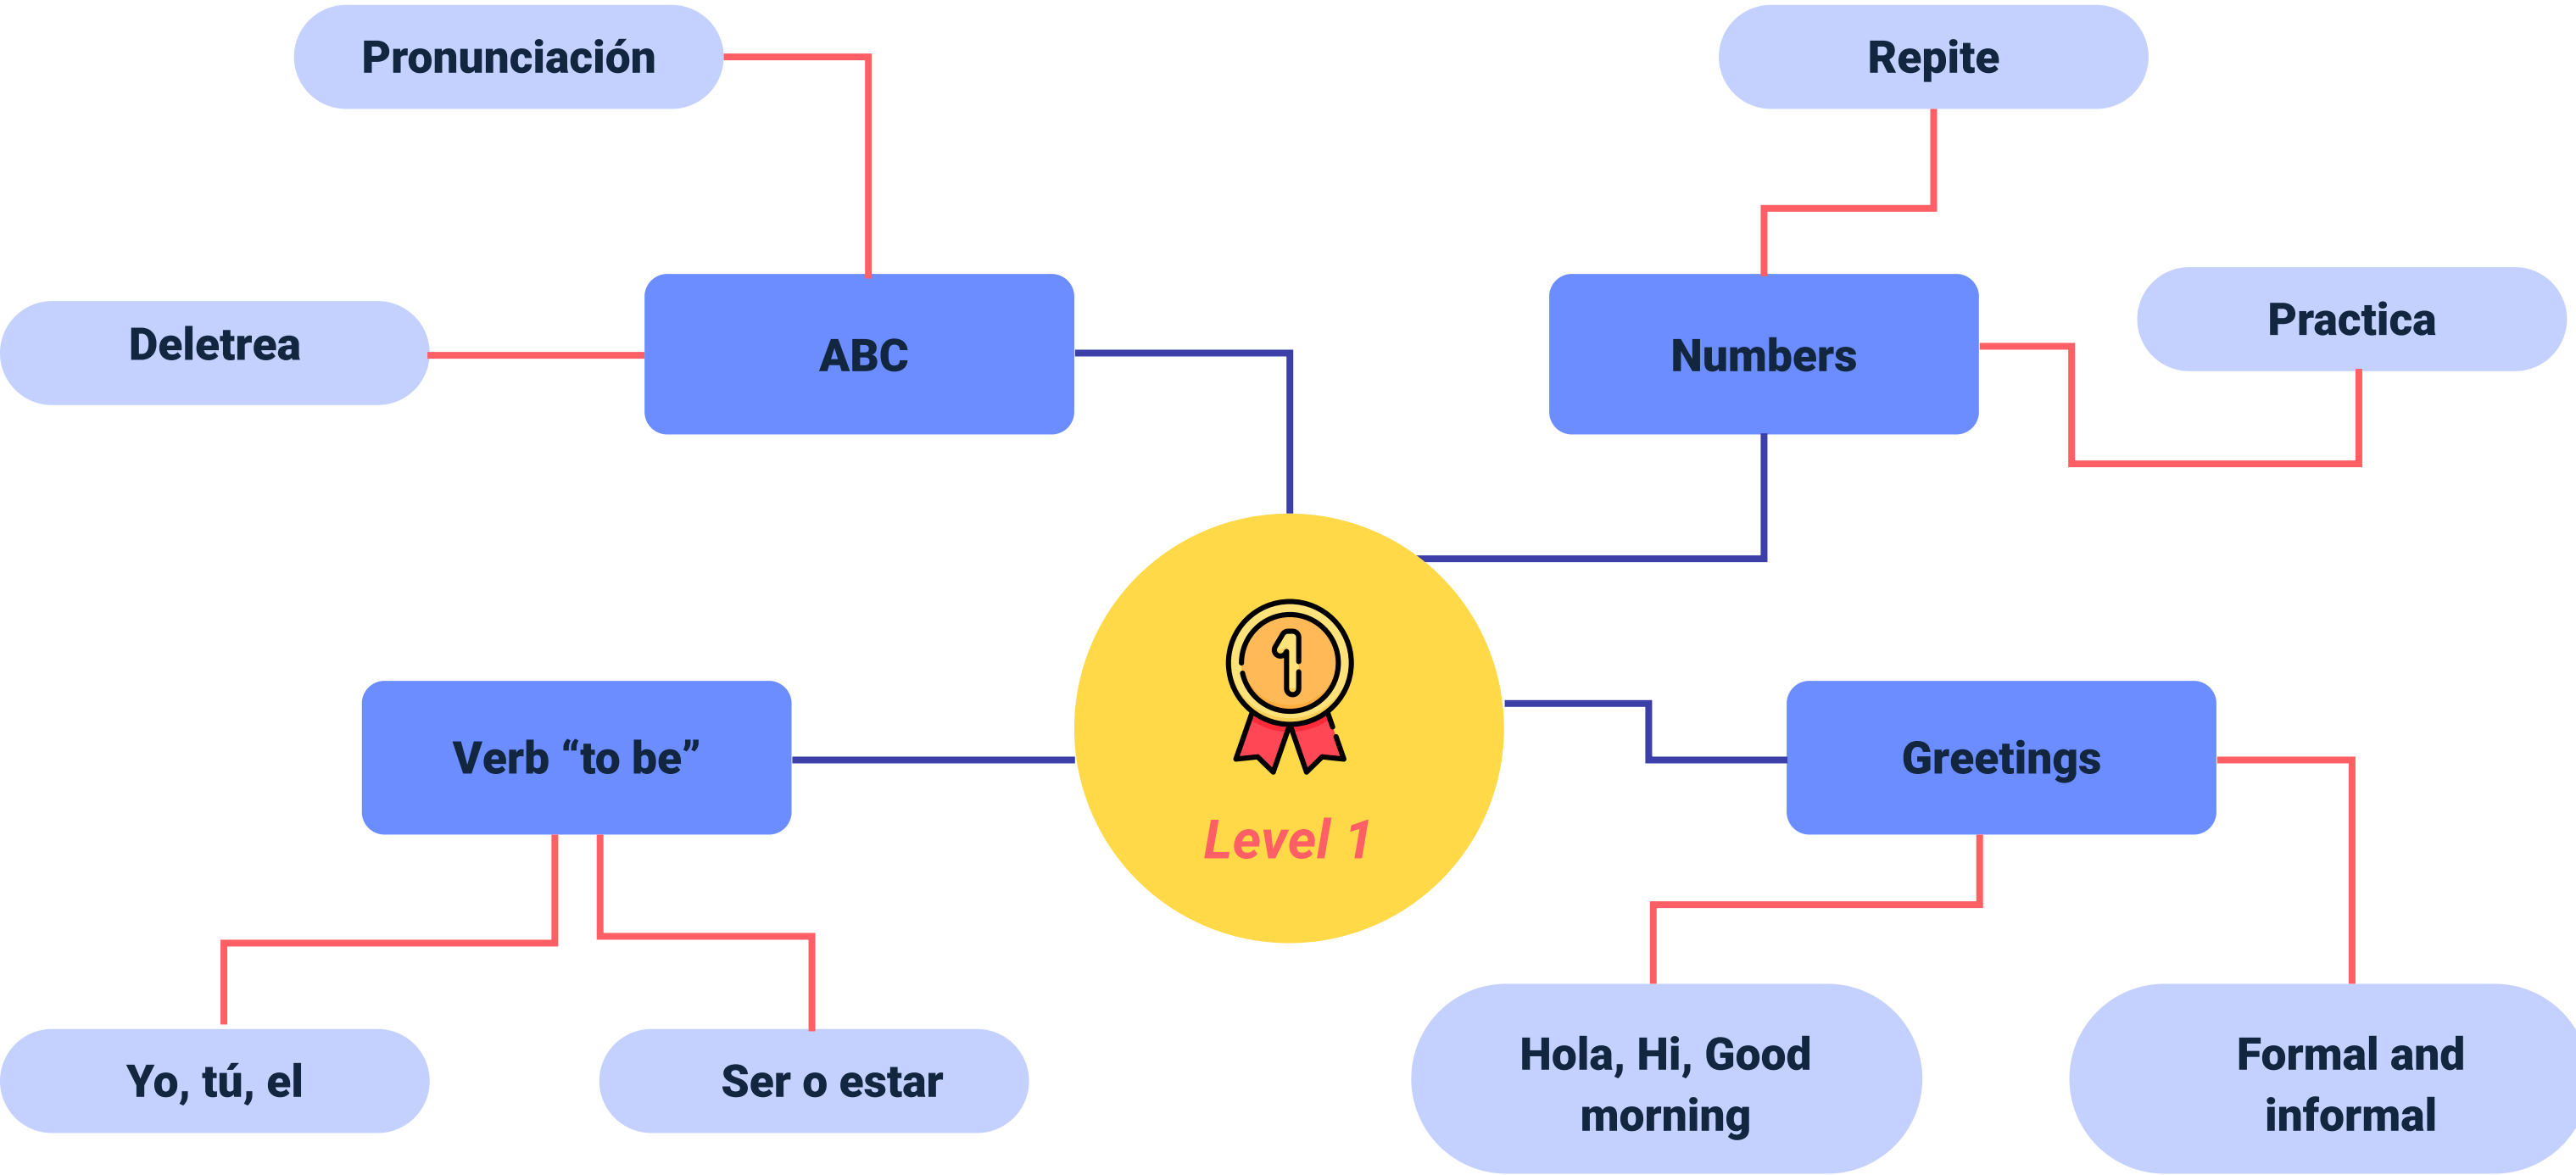 Pronunciación
Repite
Deletrea
ABC
Numbers
Practica
1
Level 1
Verb “to be”
Greetings
Yo, tú, el
Ser o estar
Hola, Hi, Good
morning
Formal and
informal